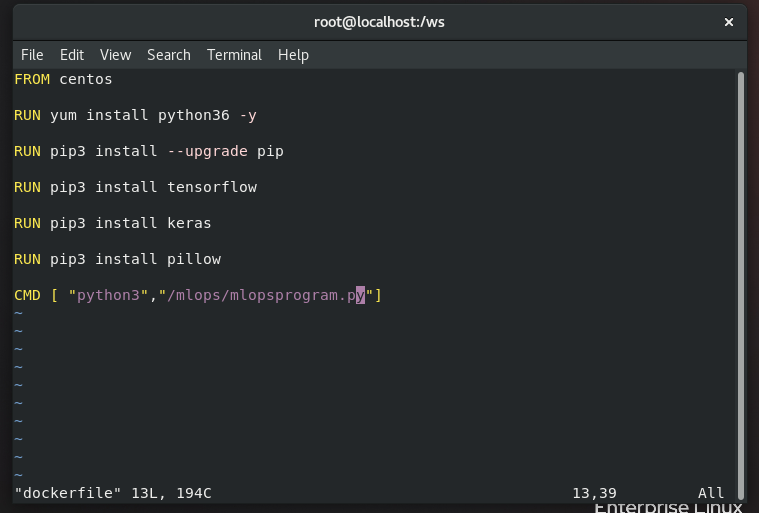 root@localhost:/ws
×
File Edit View Search Terminal Help
FROM centos
RUN yum install python36 -y
RUN pip3 install --upgrade pip
RUN pip3 install tensorflow
RUN pip3 install keras
RUN pip3 install pillow
CMD [ "python3","/mlops/mlopsprogram.py"]
~
~
~
~
~
~
~
~
~
~
"dockerfile" 13L, 194C 13,39 All
Enterprise Linux